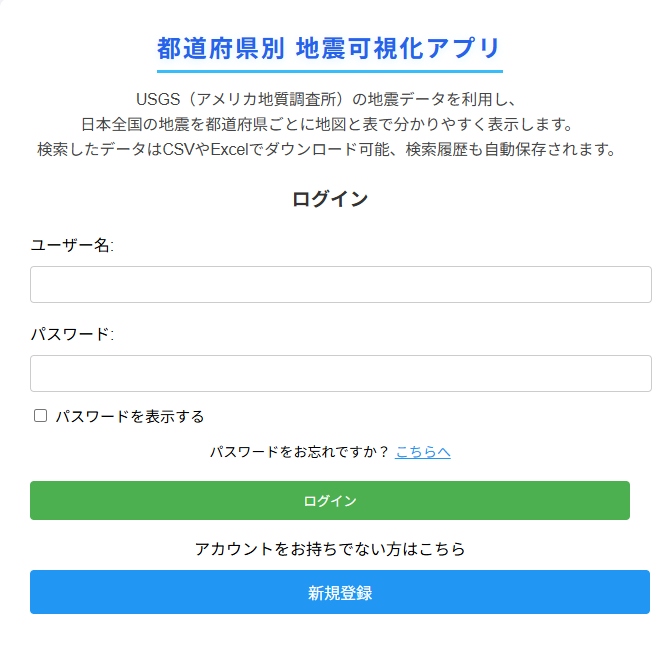 都道府県別 地震可視化アプリ
USGS（アメリカ地質調査所）の地震データを利用し、
日本全国の地震を都道府県ごとに地図と表で分かりやすく表示します。
検索したデータはCSVやExcelでダウンロード可能、検索履歴も自動保存されます。
ログイン
ユーザー名:
パスワード:
パスワードを表示する
パスワードをお忘れですか？ こちらへ
ログイン
アカウントをお持ちでない方はこちら
新規登録